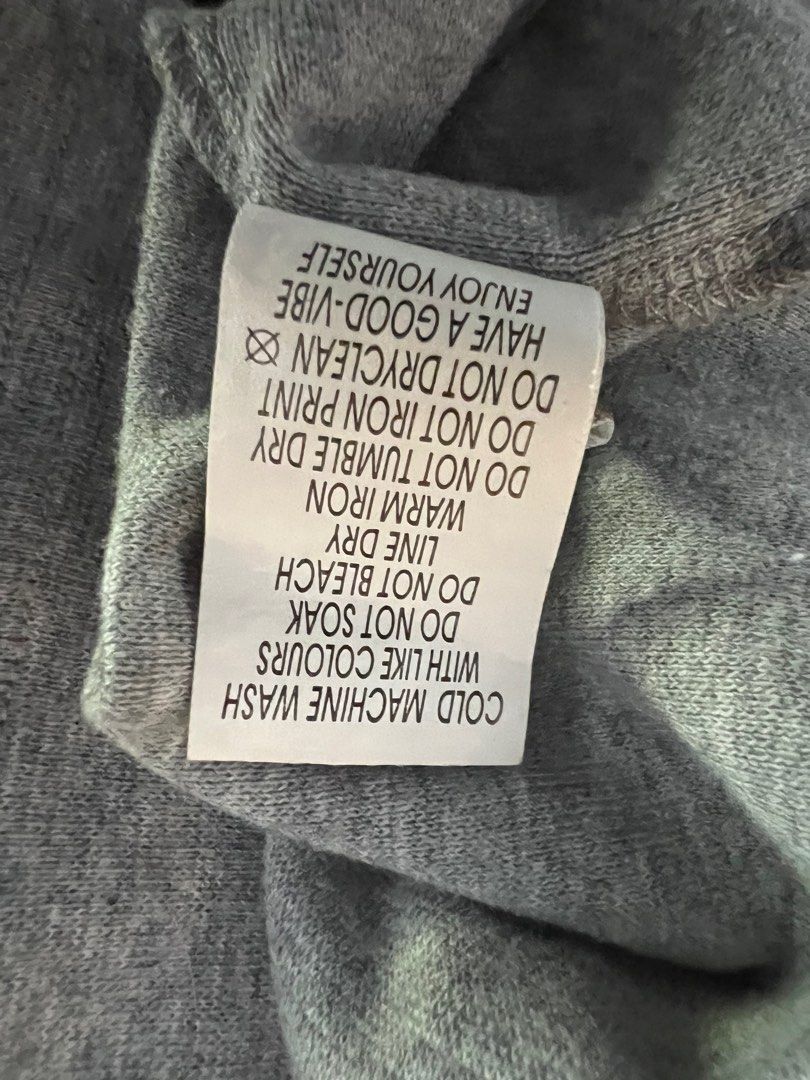 COLD MACHINE WASH
WITH LIKE COLOURS
DO NOT SOAK
DO NOT BLEACH
LINE DRY
WARM IRON
DO NOT TUMBLE DRY
DO NOT IRON PRINT
DO NOT DRYCLEAN
HAVE A GOOD-VIBE
ENJOY YOURSELF